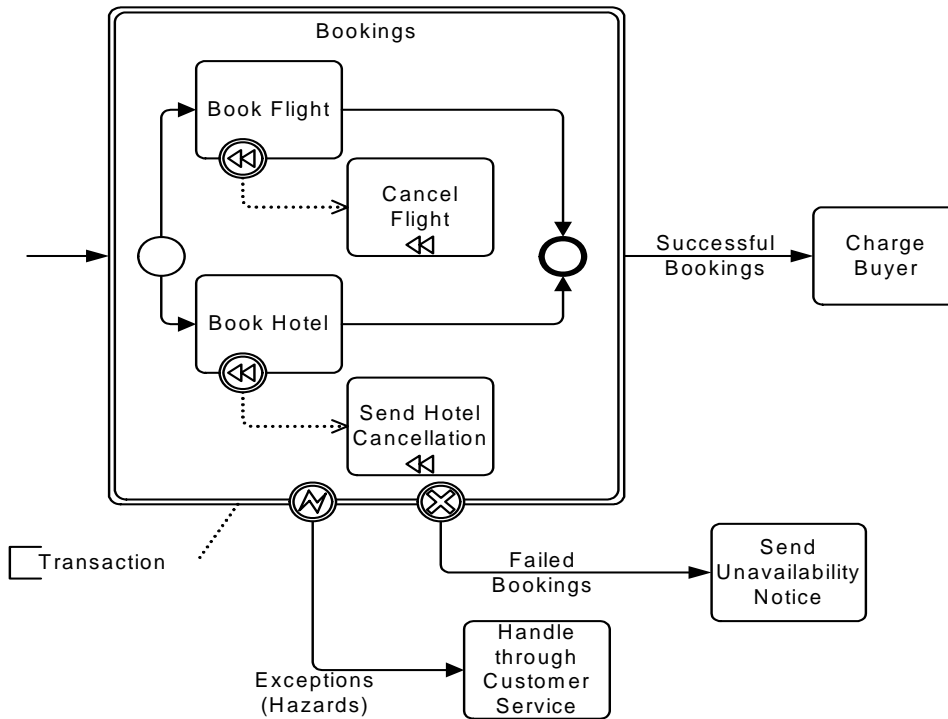 Bookings
Book Flight
Cancel
Flight
Successful
Bookings
Charge
Buyer
Book Hotel
Send Hotel
Cancellation
Transaction
Failed
Bookings
Send
Unavailability
Notice
Exceptions
(Hazards)
Handle
through
Customer
Service